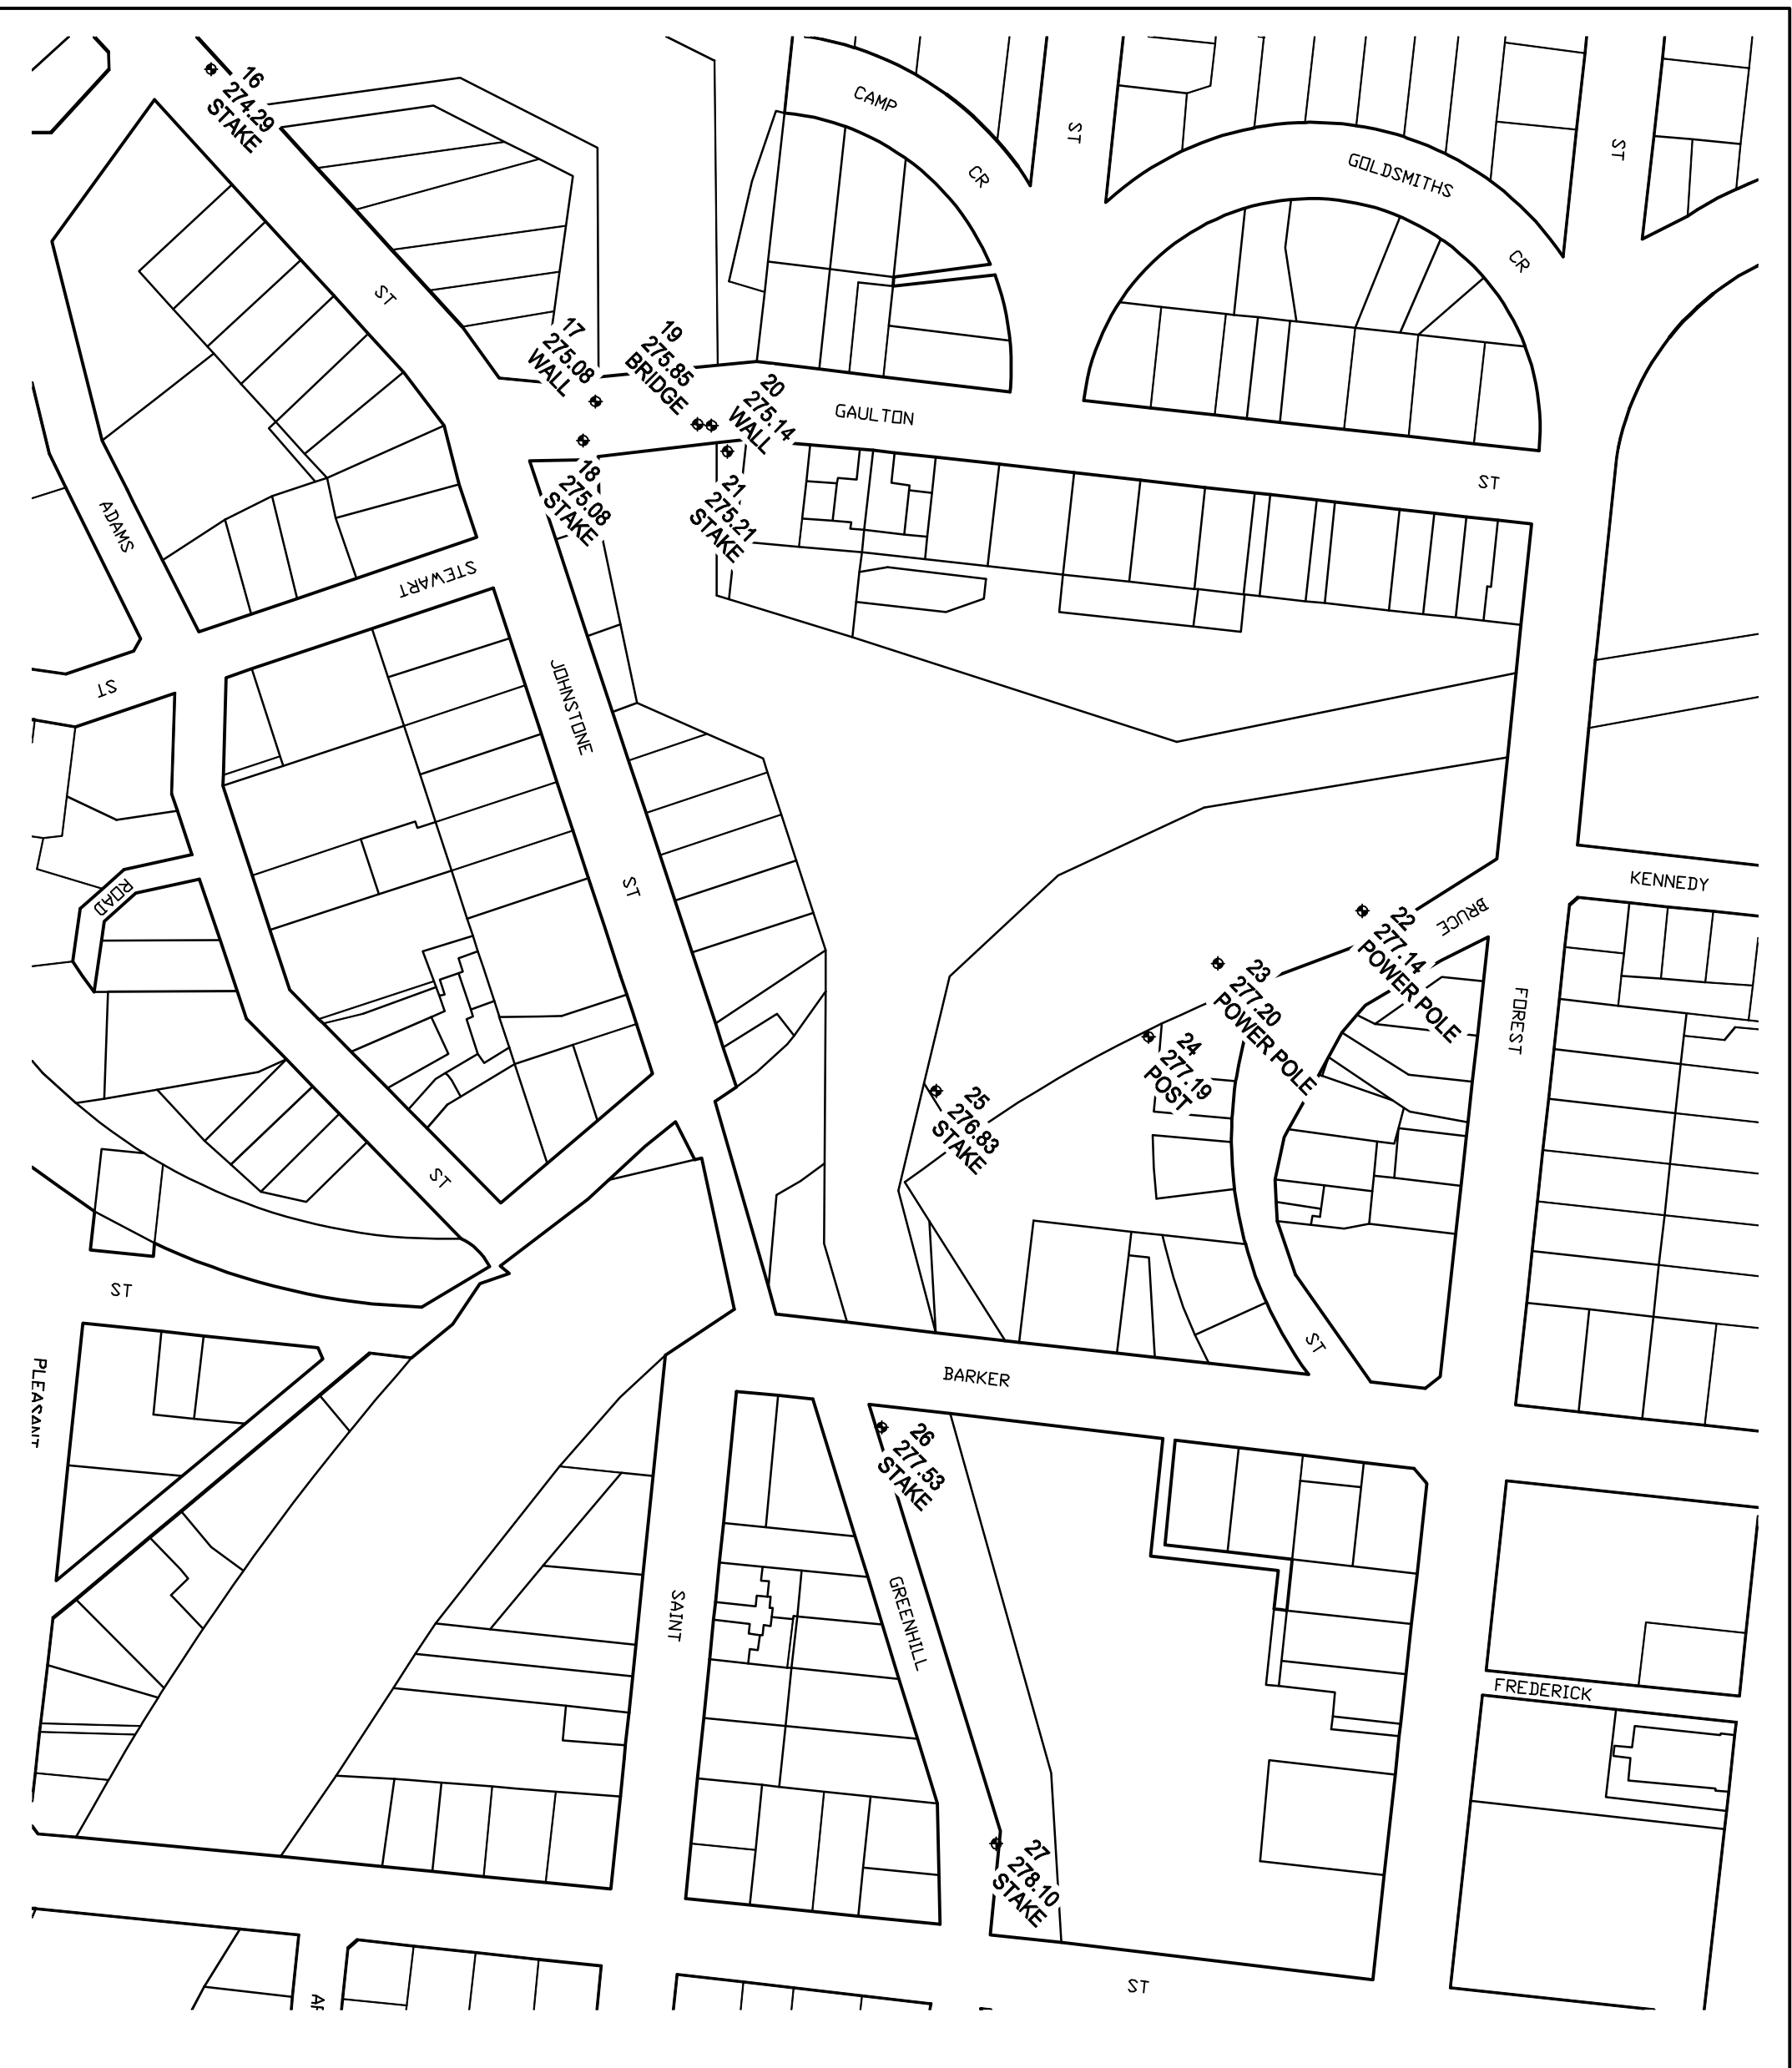 16
274.29
STAKE
CAMP
CR
ST
GOLDSMITHS
CR
ST
ST
17
275.08
WALL
19
275.85
BRIDGE
20
275.14
WALL
GAULTON
ST
18
275.08
STAKE
21
275.21
STAKE
ADAMS
STEWART
ST
JOHNSTONE
ST
ROAD
KENNEDY
BRUCE
22
277.14
POWER POLE
23
277.20
POWER POLE
24
277.19
POST
25
276.83
STAKE
FOREST
ST
ST
ST
PLEASANT
BARKER
26
277.53
STAKE
SAINT
GREENHILL
FREDERICK
27
278.10
STAKE
ST